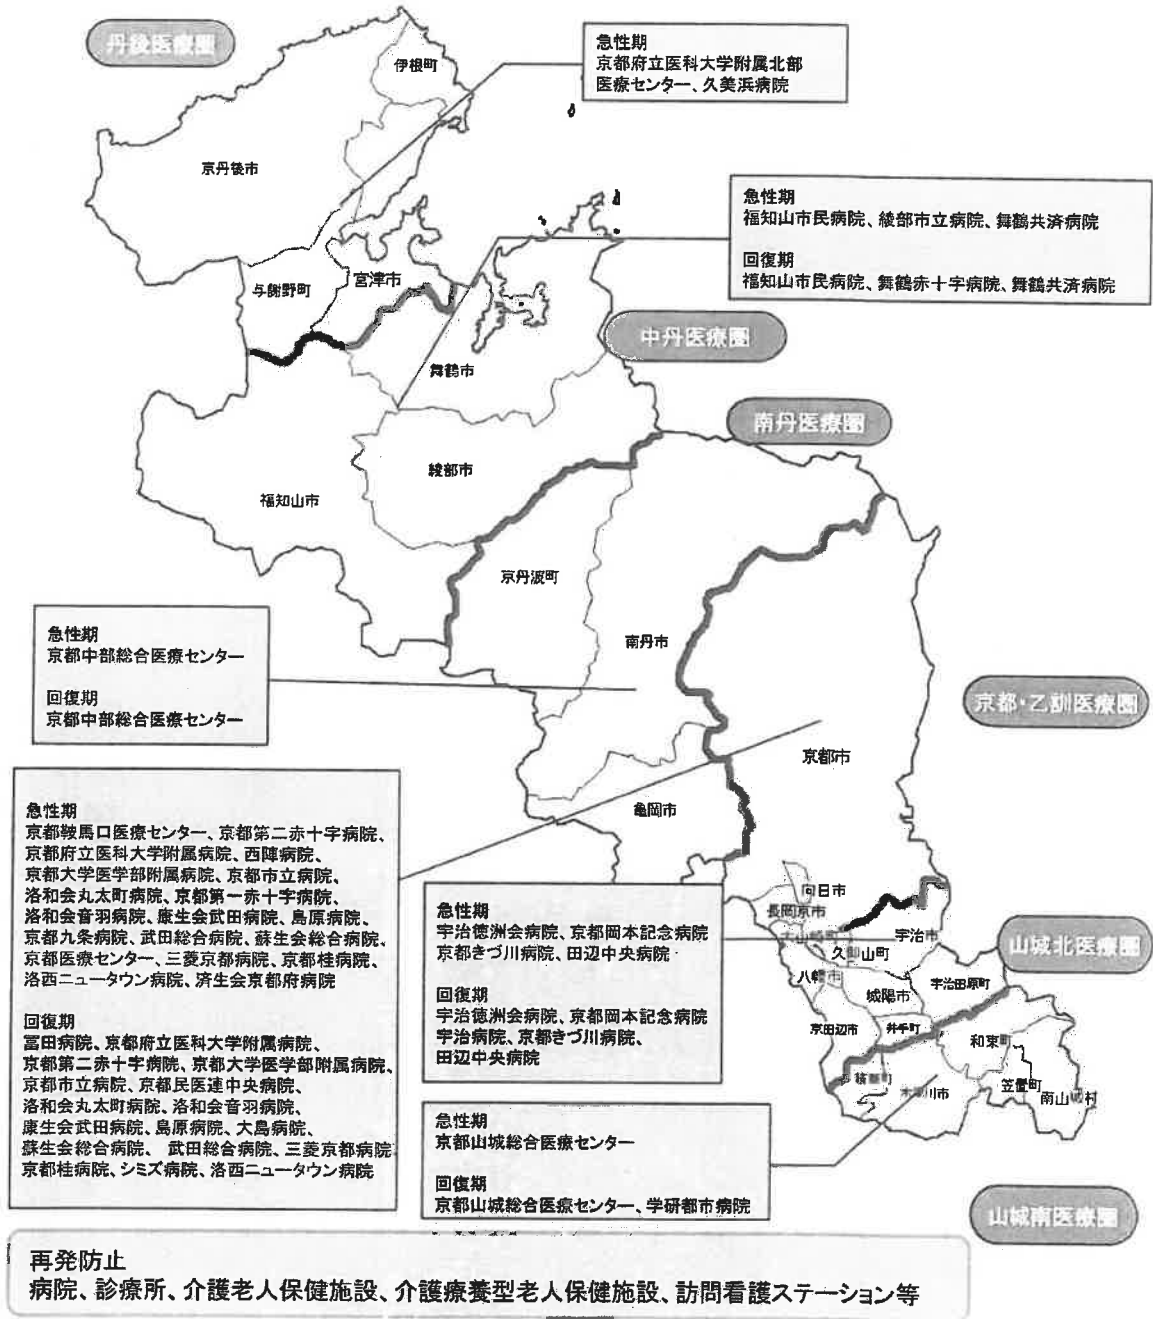 丹後医療圏
急性期
京都府立医科大学附属北部
医療センター、久美浜病院
伊根町
京丹後市
与謝野町
宮津市
急性期
福知山市民病院、綾部市立病院、舞鶴共済病院
回復期
福知山市民病院、舞鶴赤十字病院、舞鶴共済病院
中丹医療圏
舞鶴市
南丹医療圏
綾部市
福知山市
京丹波町
南丹市
急性期
京都中部総合医療センター
回復期
京都中部総合医療センター
京都・乙訓医療圏
京都市
亀岡市
急性期
京都鞍馬口医療センター、京都第二赤十字病院、
京都府立医科大学附属病院、西陣病院、
京都大学医学部附属病院、京都市立病院、
洛和会丸太町病院、京都第一赤十字病院、
洛和会音羽病院、康生会武田病院、島原病院、
京都九条病院、武田総合病院、蘇生会総合病院、
京都医療センター、三菱京都病院、京都桂病院、
洛西ニュータウン病院、済生会京都府病院
回復期
冨田病院、京都府立医科大学附属病院、
京都第二赤十字病院、京都大学医学部附属病院、
京都市立病院、京都民医連中央病院、
洛和会丸太町病院、洛和会音羽病院、
康生会武田病院、島原病院、大島病院、
蘇生会総合病院、 武田総合病院、三菱京都病院
京都桂病院、シミズ病院、洛西ニュータウン病院
急性期
宇治徳洲会病院、京都岡本記念病院
京都きづ川病院、田辺中央病院
回復期
宇治徳洲会病院、京都岡本記念病院
宇治病院、京都きづ川病院、
田辺中央病院
向日市
長岡京市
大山崎町
久御山町
宇治市
山城北医療圏
八幡市
城陽市
宇治田原町
京田辺市
井手町
和束町
精華町
木津川市
笠置町
南山城村
急性期
京都山城総合医療センター
回復期
京都山城総合医療センター、学研都市病院
山城南医療圏
再発防止
病院、診療所、介護老人保健施設、介護療養型老人保健施設、訪問看護ステーション等